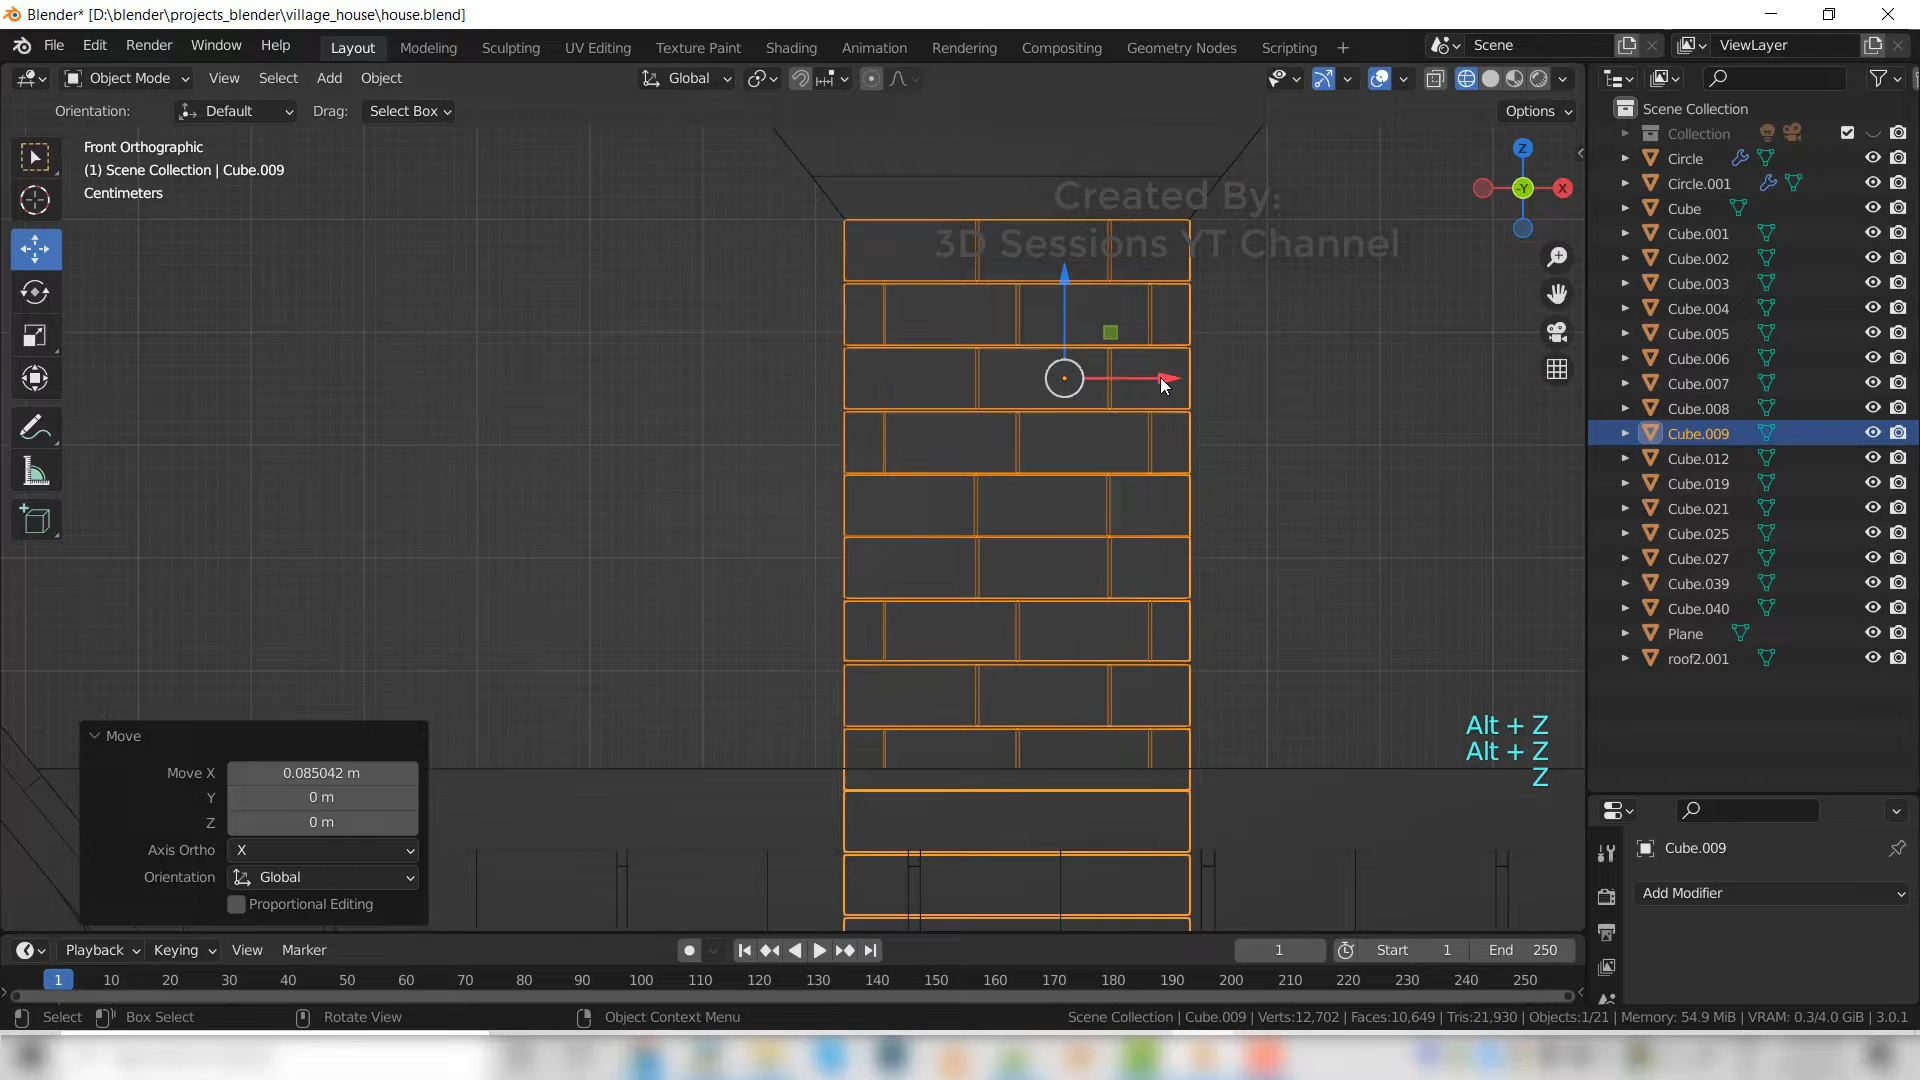 Blender* [D:\blender\projects_blender\village_house\house.blend]
File Edit Render Window Help
Layout Modeling Sculpting UV Editing Texture Paint Shading Animation Rendering Compositing Geometry Nodes Scripting +
Scene
ViewLayer
Object Mode View Select Add Object
Global
Orientation: Default Drag: Select Box
Options
Front Orthographic
(1) Scene Collection | Cube.009
Centimeters
Created By:
3D Sessions YT Channel
Z
-Y
X
Scene Collection
Collection
Circle
Circle.001
Cube
Cube.001
Cube.002
Cube.003
Cube.004
Cube.005
Cube.006
Cube.007
Cube.008
Cube.009
Cube.012
Cube.019
Cube.021
Cube.025
Cube.027
Cube.039
Cube.040
Plane
roof2.001
Alt + Z
Alt + Z
Z
Move
Move X 0.085042 m
Y 0 m
Z 0 m
Axis Ortho X
Orientation Global
Proportional Editing
Cube.009
Add Modifier
Playback Keying View Marker
1
Start 1
End 250
1 10 20 30 40 50 60 70 80 90 100 110 120 130 140 150 160 170 180 190 200 210 220 230 240 250
Select Box Select Rotate View Object Context Menu
Scene Collection | Cube.009 | Verts:12,702 | Faces:10,649 | Tris:21,930 | Objects:1/21 | Memory: 54.9 MiB | VRAM: 0.3/4.0 GiB | 3.0.1